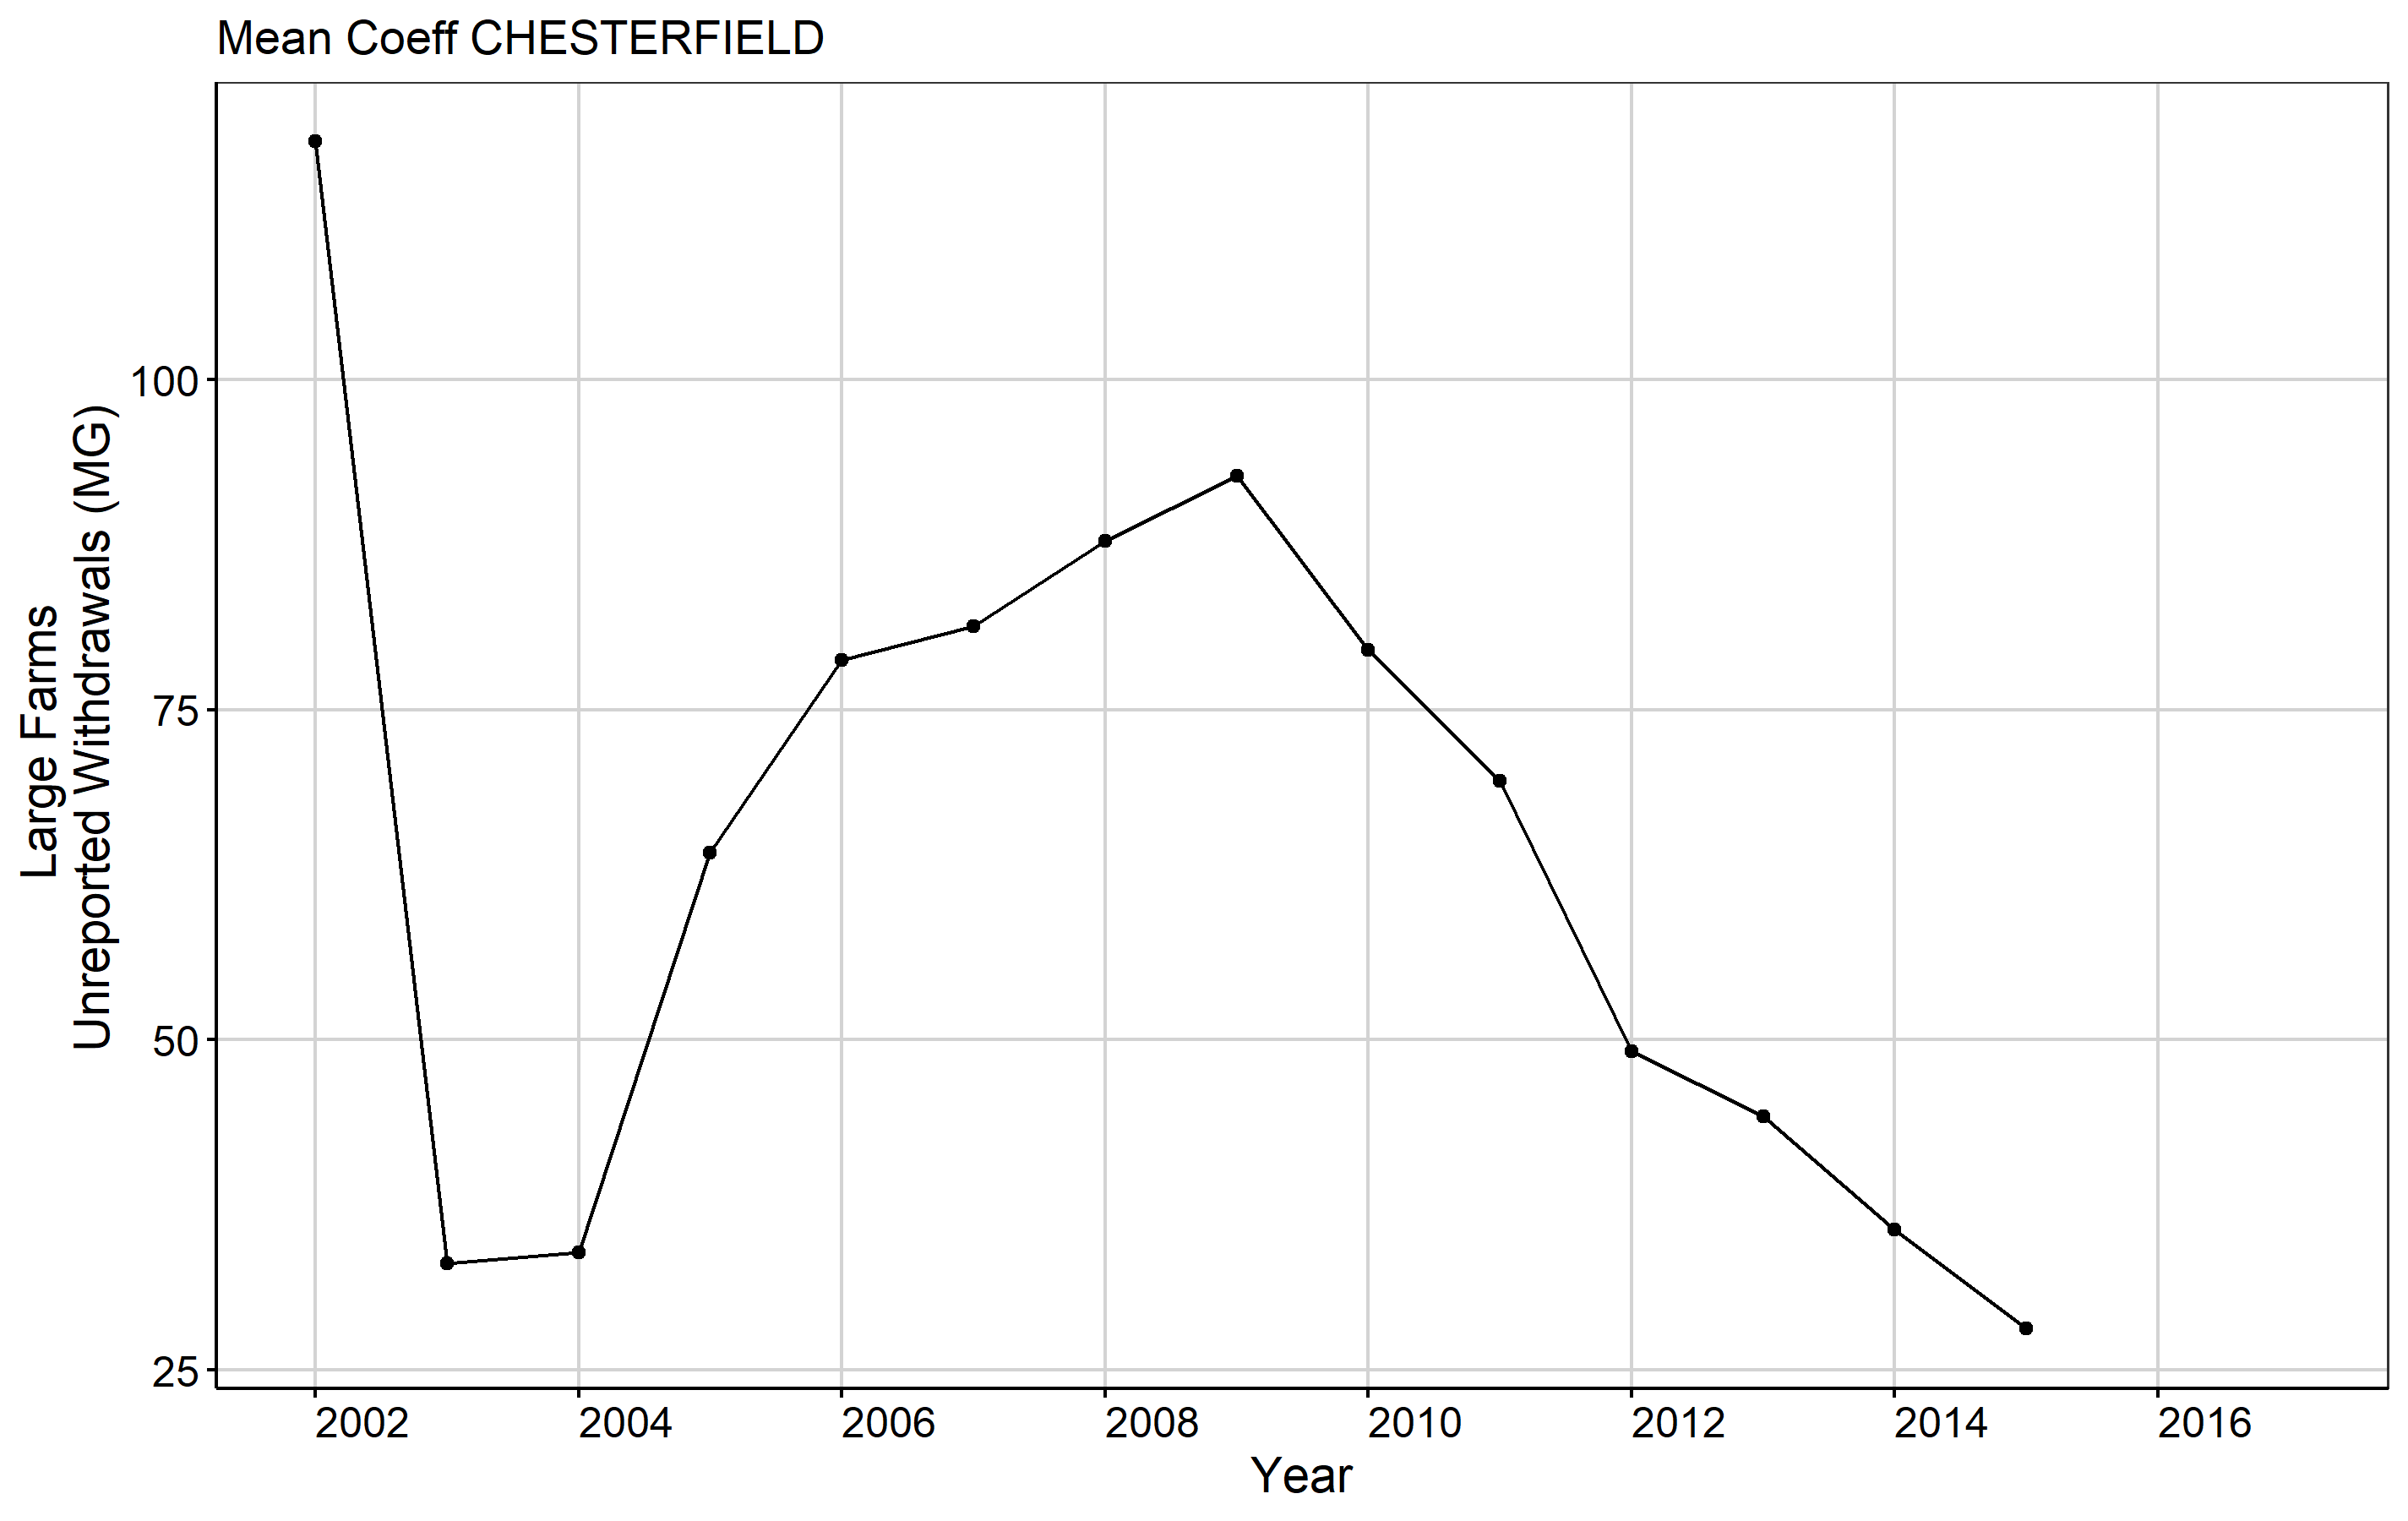 Mean Coeff CHESTERFIELD
Large Farms
Unreported Withdrawals (MG)
100
75
50
25
2002 2004 2006 2008 2010 2012 2014 2016
Year